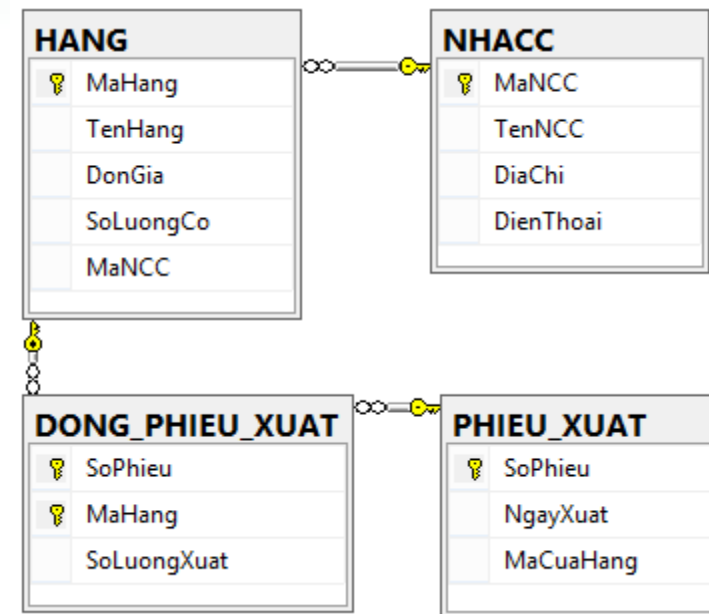 HANG
MaHang
TenHang
DonGia
SoLuongCo
MaNCC
NHACC
MaNCC
TenNCC
DiaChi
DienThoai
DONG_PHIEU_XUAT
SoPhieu
MaHang
SoLuongXuat
PHIEU_XUAT
SoPhieu
NgayXuat
MaCuaHang